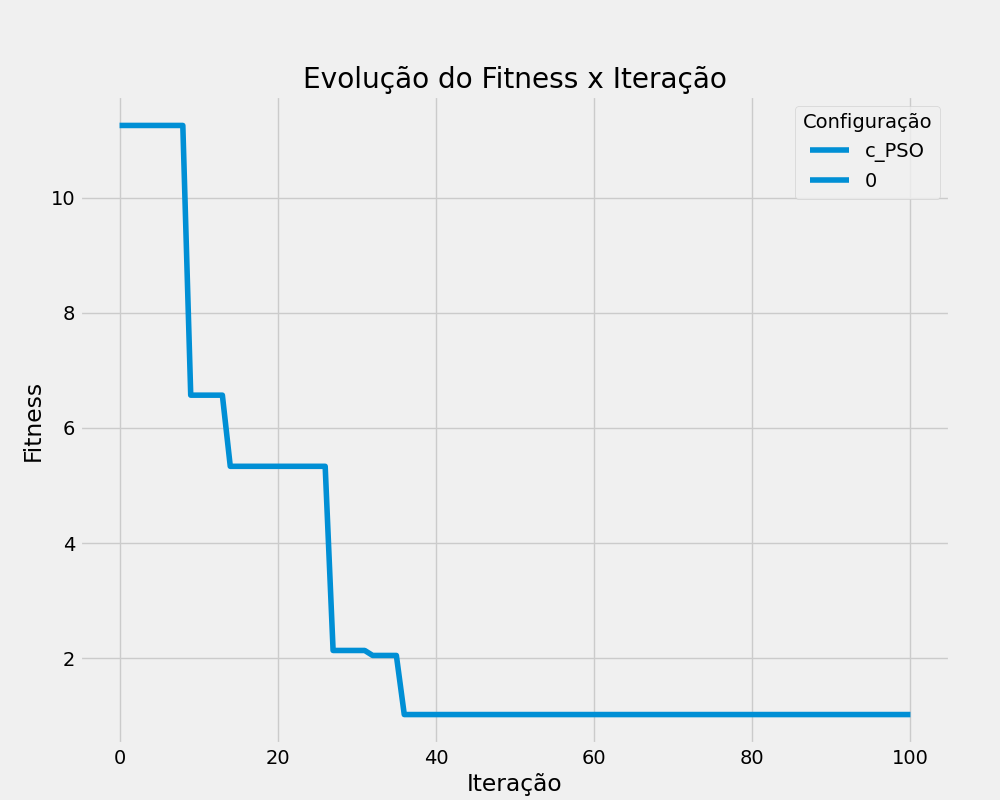 Evolução do Fitness x Iteração
Configuração
c_PSO
0
Fitness
10
8
6
4
2
0 20 40 60 80 100
Iteração